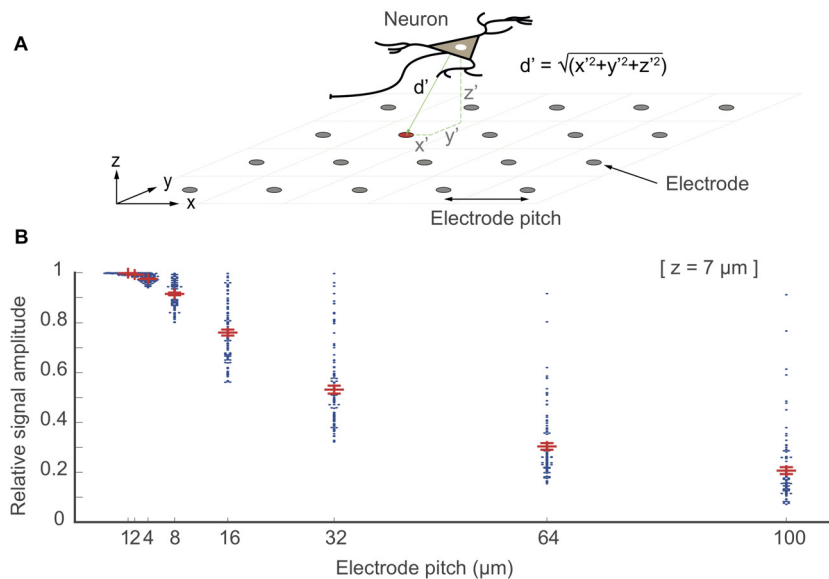 A
Neuron
d' = √(x'²+y'²+z'²)
d'
z'
x'
y'
z
y
x
Electrode
Electrode pitch
B
[ z = 7 µm ]
Relative signal amplitude
1
0.8
0.6
0.4
0.2
0
1 2 4 8 16 32 64 100
Electrode pitch (µm)